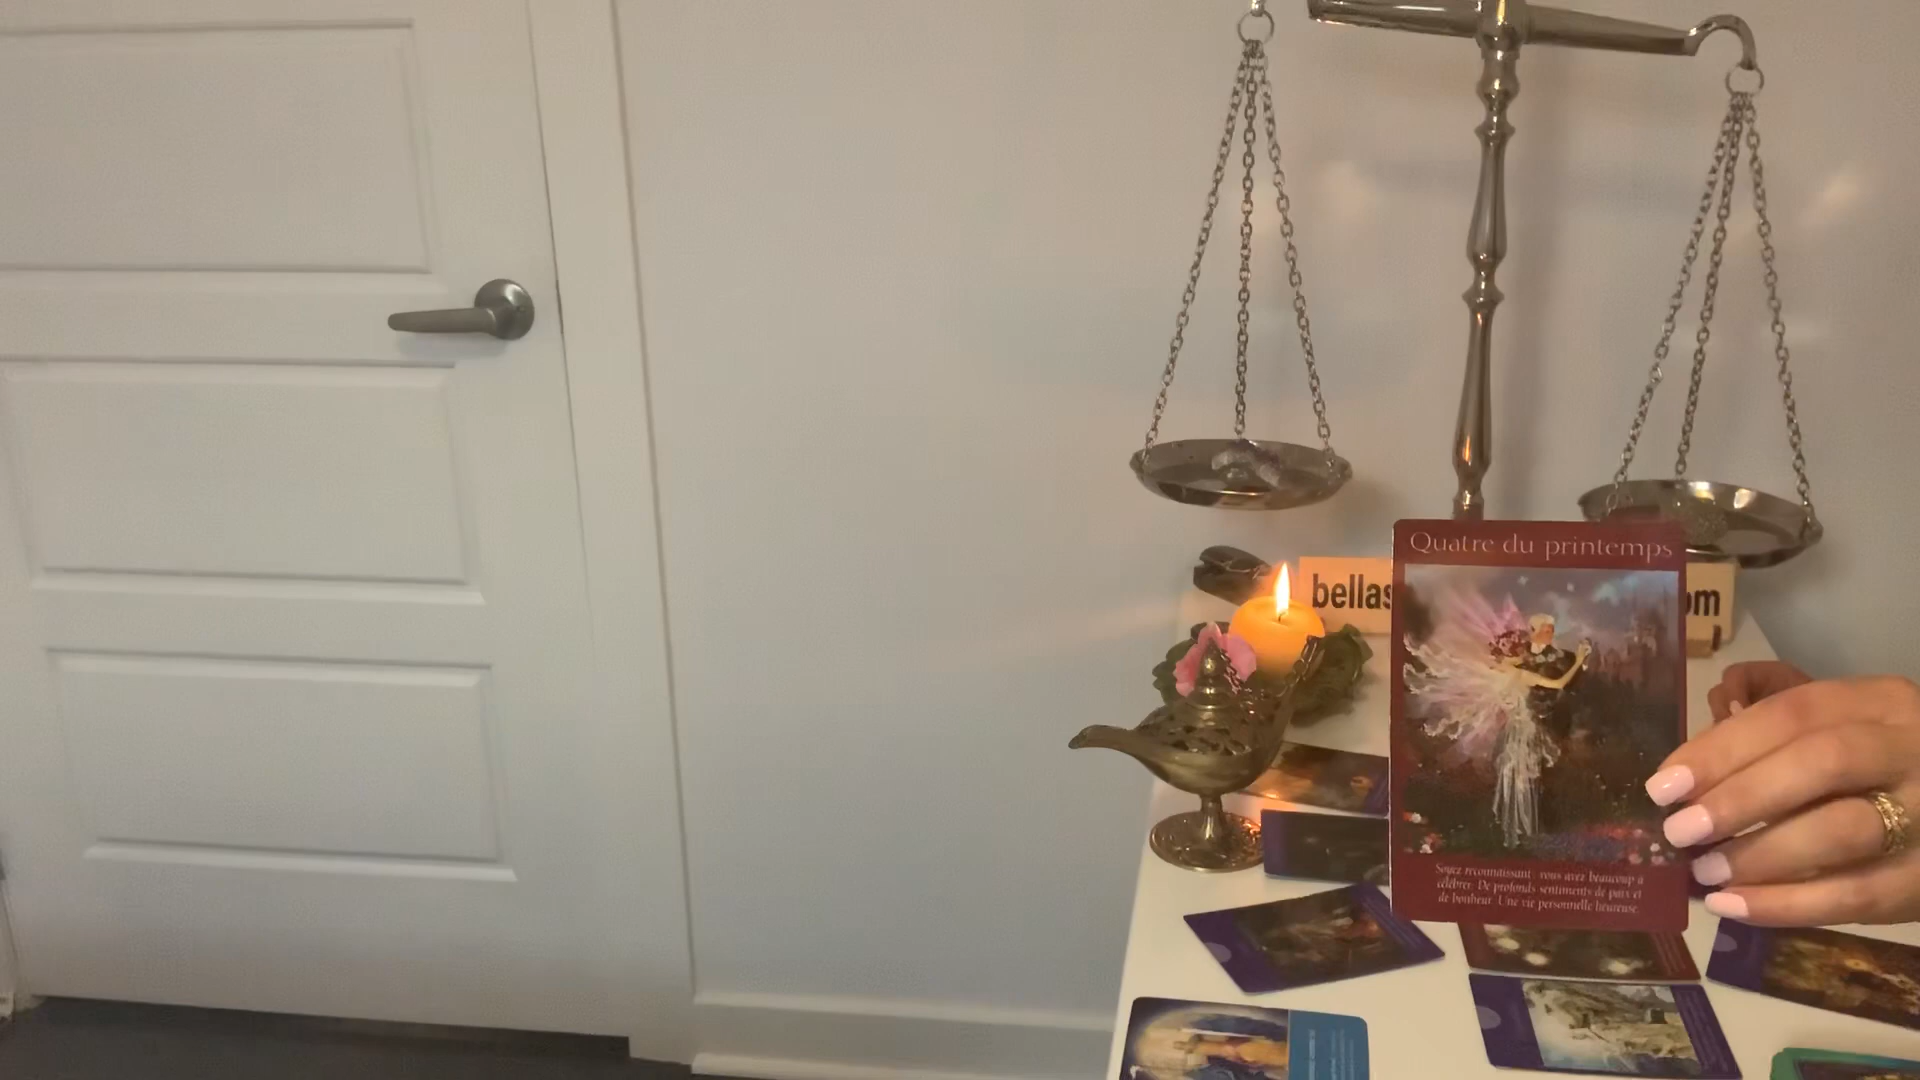 bellas
om
Quatre du printemps
Soyez reconnaissant : vous avez beaucoup à
célébrer. De profonds sentiments de paix et
de bonheur. Une vie personnelle heureuse.